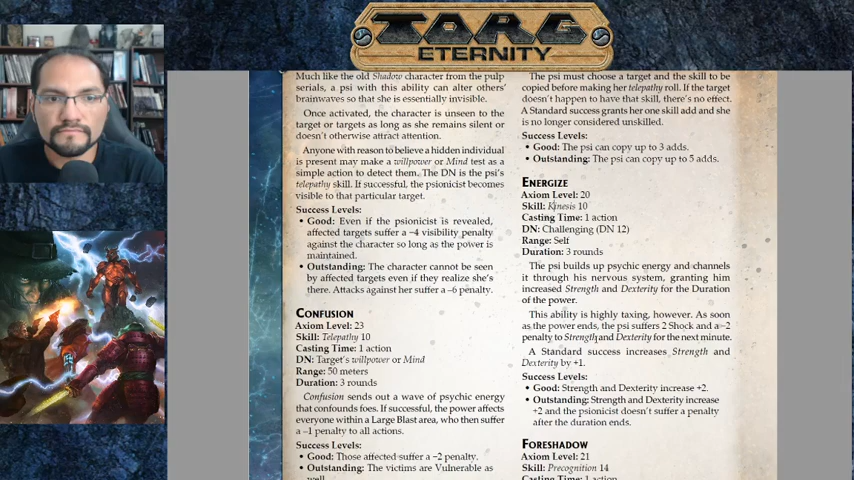 TORG
ETERNITY
Much like the old Shadow character from the pulp
serials, a psi with this ability can alter others'
brainwaves so that she is essentially invisible.
Once activated, the character is unseen to the
target or targets as long as she remains silent or
doesn't otherwise attract attention.
Anyone with reason to believe a hidden individual
is present may make a willpower or Mind test as a
simple action to detect them. The DN is the psi's
telepathy skill. If successful, the psionicist becomes
visible to that particular target.
Success Levels:
• Good: Even if the psionicist is revealed,
affected targets suffer a −4 visibility penalty
against the character so long as the power is
maintained.
• Outstanding: The character cannot be seen
by affected targets even if they realize she's
there. Attacks against her suffer a –6 penalty.
CONFUSION
Axiom Level: 23
Skill: Telepathy 10
Casting Time: 1 action
DN: Target's willpower or Mind
Range: 50 meters
Duration: 3 rounds
Confusion sends out a wave of psychic energy
that confounds foes. If successful, the power affects
everyone within a Large Blast area, who then suffer
a –1 penalty to all actions.
Success Levels:
• Good: Those affected suffer a −2 penalty.
• Outstanding: The victims are Vulnerable as
well.
The psi must choose a target and the skill to be
copied before making her telepathy roll. If the target
doesn't happen to have that skill, there's no effect.
A Standard success grants her one skill add and she
is no longer considered unskilled.
Success Levels:
• Good: The psi can copy up to 3 adds.
• Outstanding: The psi can copy up to 5 adds.
ENERGIZE
Axiom Level: 20
Skill: Kinesis 10
Casting Time: 1 action
DN: Challenging (DN 12)
Range: Self
Duration: 3 rounds
The psi builds up psychic energy and channels
it through his nervous system, granting him
increased Strength and Dexterity for the Duration
of the power.
This ability is highly taxing, however. As soon
as the power ends, the psi suffers 2 Shock and a −2
penalty to Strength and Dexterity for the next minute.
A Standard success increases Strength and
Dexterity by +1.
Success Levels:
• Good: Strength and Dexterity increase +2.
• Outstanding: Strength and Dexterity increase
+2 and the psionicist doesn't suffer a penalty
after the duration ends.
FORESHADOW
Axiom Level: 21
Skill: Precognition 14
Casting Time: 1 action